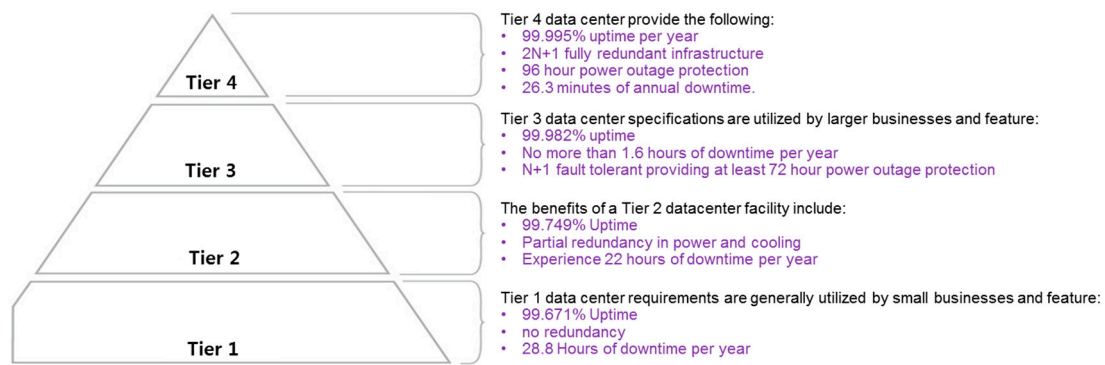 Tier 4 data center provide the following:
• 99.995% uptime per year
• 2N+1 fully redundant infrastructure
• 96 hour power outage protection
• 26.3 minutes of annual downtime.
Tier 4
Tier 3 data center specifications are utilized by larger businesses and feature:
• 99.982% uptime
• No more than 1.6 hours of downtime per year
• N+1 fault tolerant providing at least 72 hour power outage protection
Tier 3
The benefits of a Tier 2 datacenter facility include:
• 99.749% Uptime
• Partial redundancy in power and cooling
• Experience 22 hours of downtime per year
Tier 2
Tier 1 data center requirements are generally utilized by small businesses and feature:
• 99.671% Uptime
• no redundancy
• 28.8 Hours of downtime per year
Tier 1